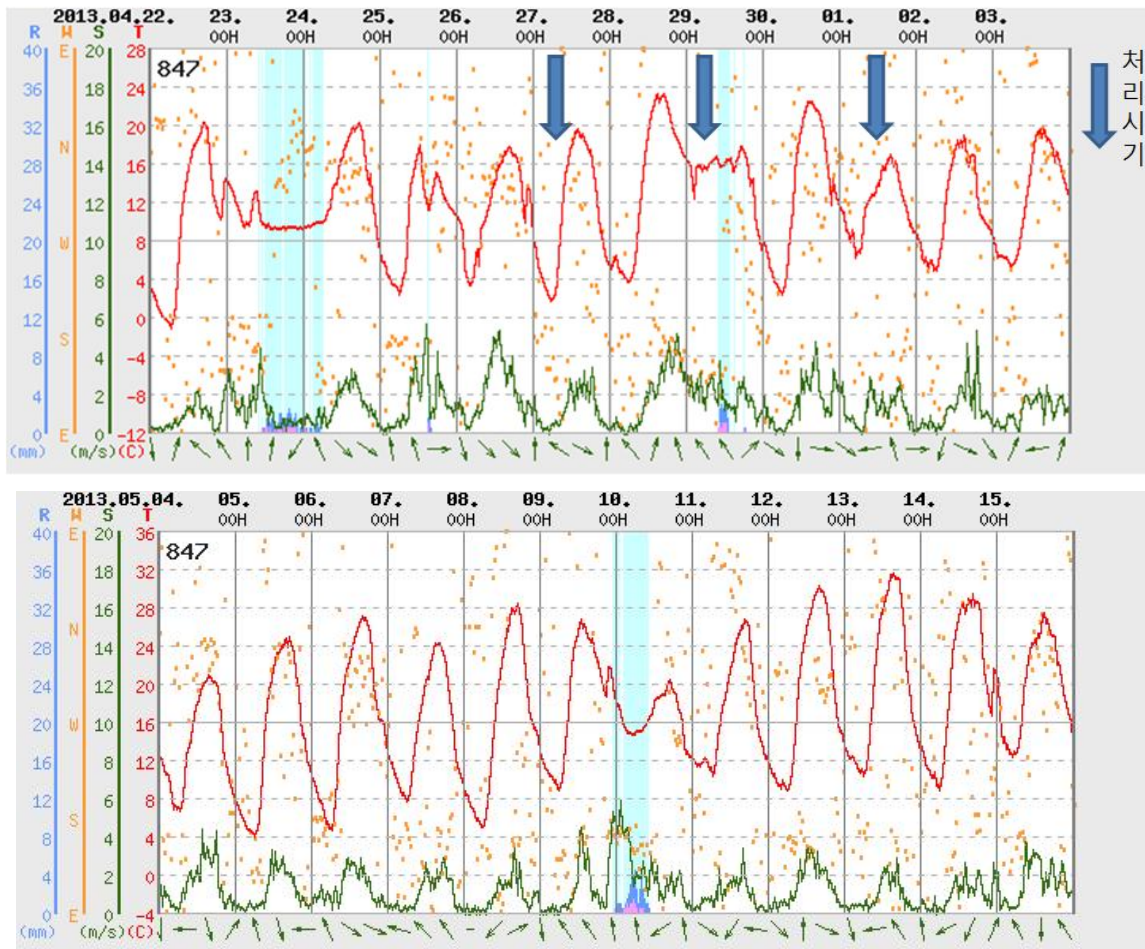 2013.04.22. 23. 24. 25. 26. 27. 28. 29. 30. 01. 02. 03.
R W S T 00H 00H 00H 00H 00H 00H 00H 00H 00H 00H 00H
40 E 20 28
847
36 18 24
32 16 20
N
28 14 16
24 12 12
20 W 10 8
16 8 4
12 6 0
S
8 4 -4
4 2 -8
0 E 0 -12
(mm) (m/s) (C)
처
리
시
기
2013.05.04. 05. 06. 07. 08. 09. 10. 11. 12. 13. 14. 15.
R W S T 00H 00H 00H 00H 00H 00H 00H 00H 00H 00H 00H
40 E 20 36
847
36 18 32
32 16 28
N
28 14 24
24 12 20
20 W 10 16
16 8 12
12 6 8
S
8 4 4
4 2 0
0 E 0 -4
(mm) (m/s) (C)